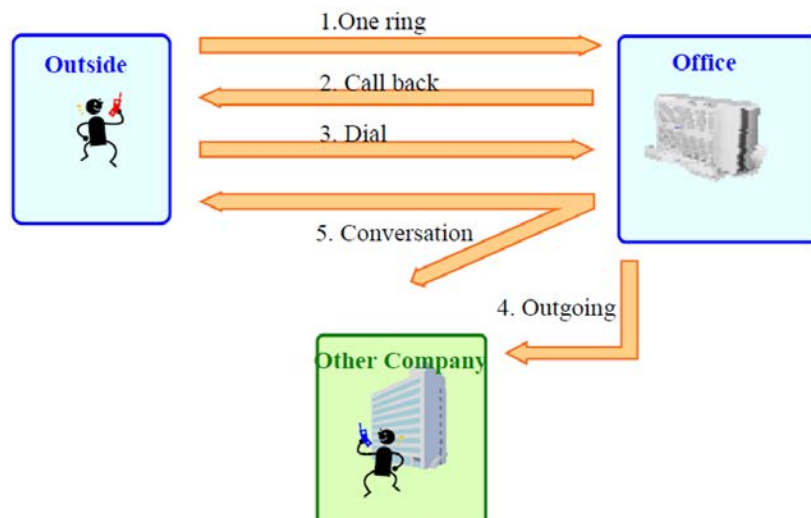 1.One ring
Outside
Office
2. Call back
3. Dial
5. Conversation
4. Outgoing
Other Company